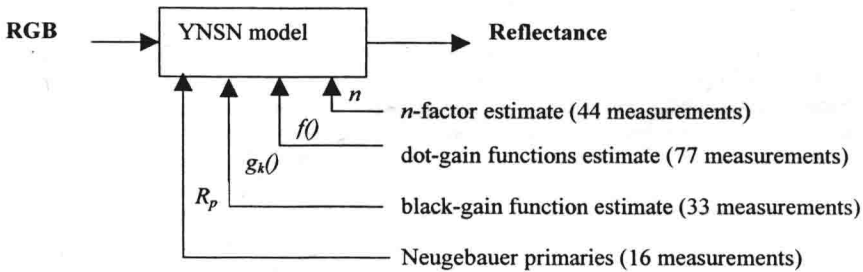 RGB
YNSN model
Reflectance
n
n-factor estimate (44 measurements)
f()
dot-gain functions estimate (77 measurements)
gk()
Rp
black-gain function estimate (33 measurements)
Neugebauer primaries (16 measurements)